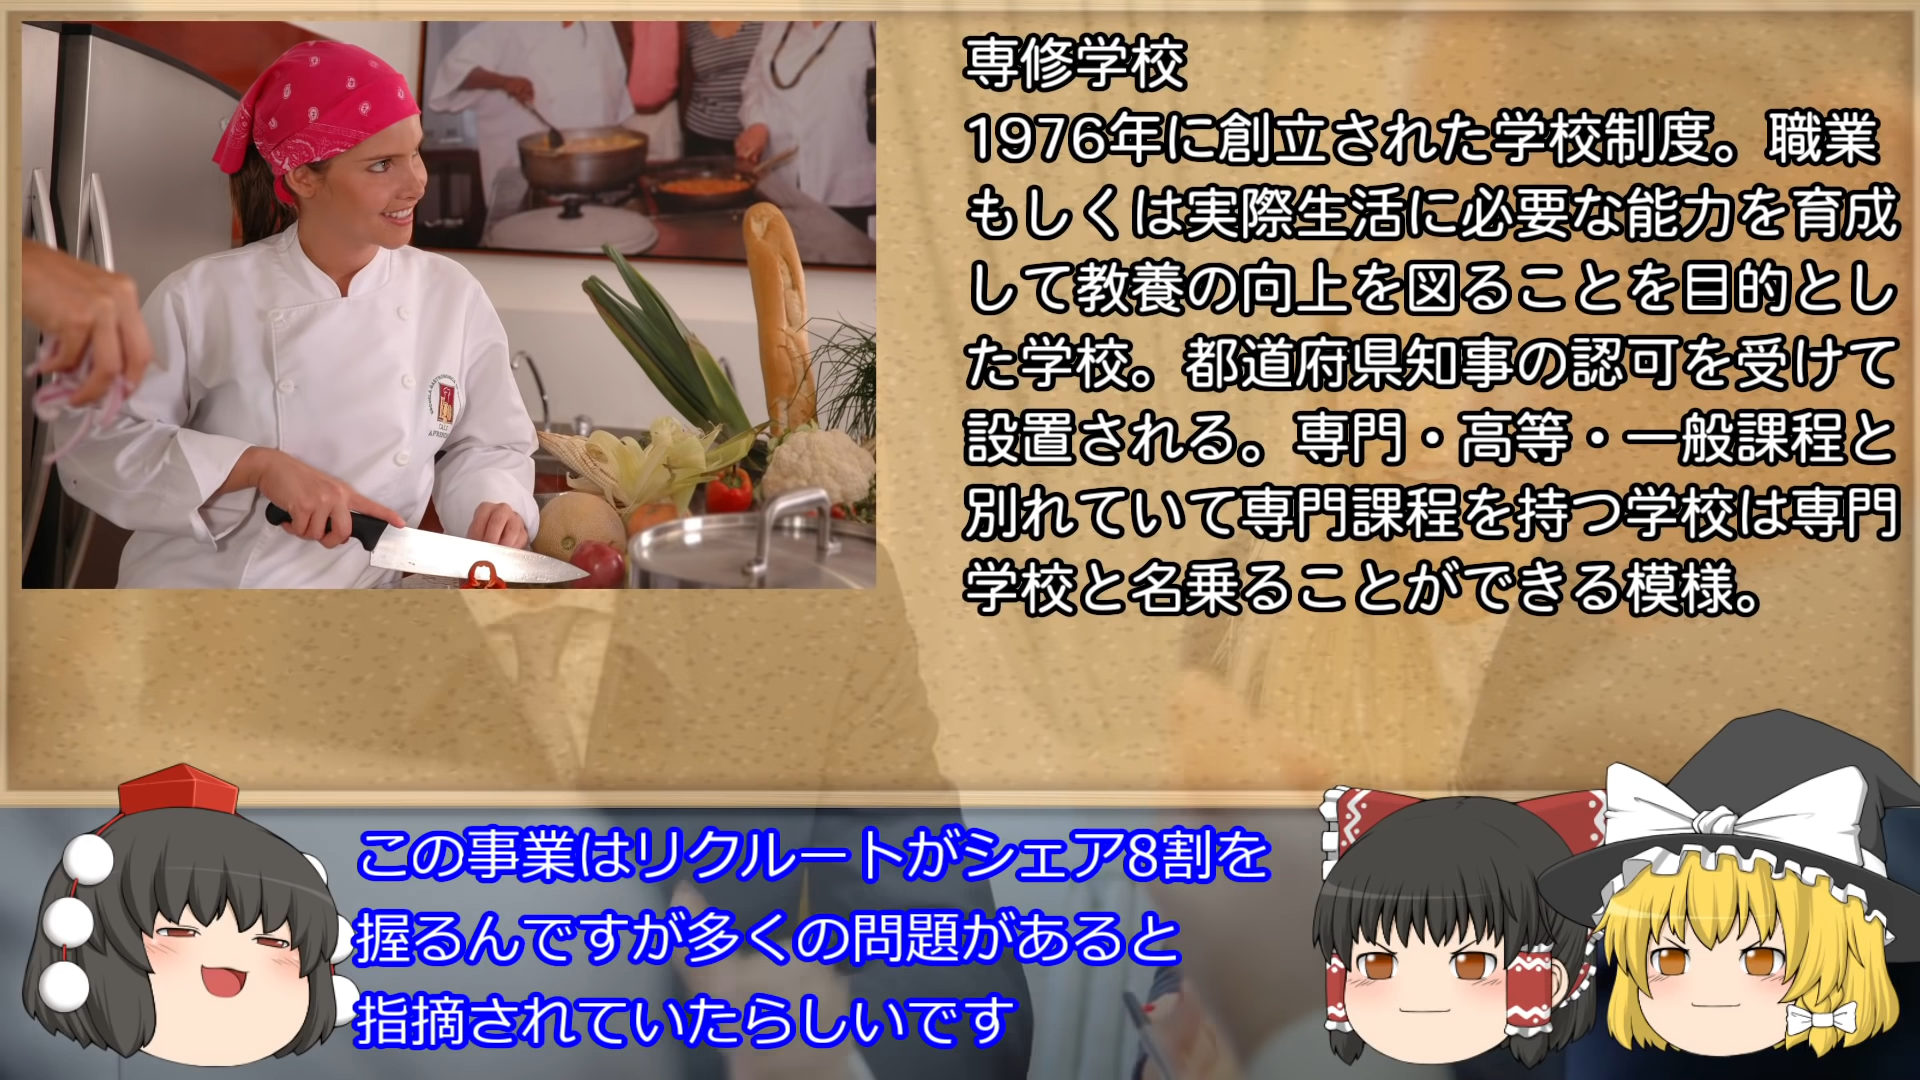 専修学校
1976年に創立された学校制度。職業
もしくは実際生活に必要な能力を育成
して教養の向上を図ることを目的とし
た学校。都道府県知事の認可を受けて
設置される。専門・高等・一般課程と
別れていて専門課程を持つ学校は専門
学校と名乗ることができる模様。
この事業はリクルートがシェア8割を
握るんですが多くの問題があると
指摘されていたらしいです